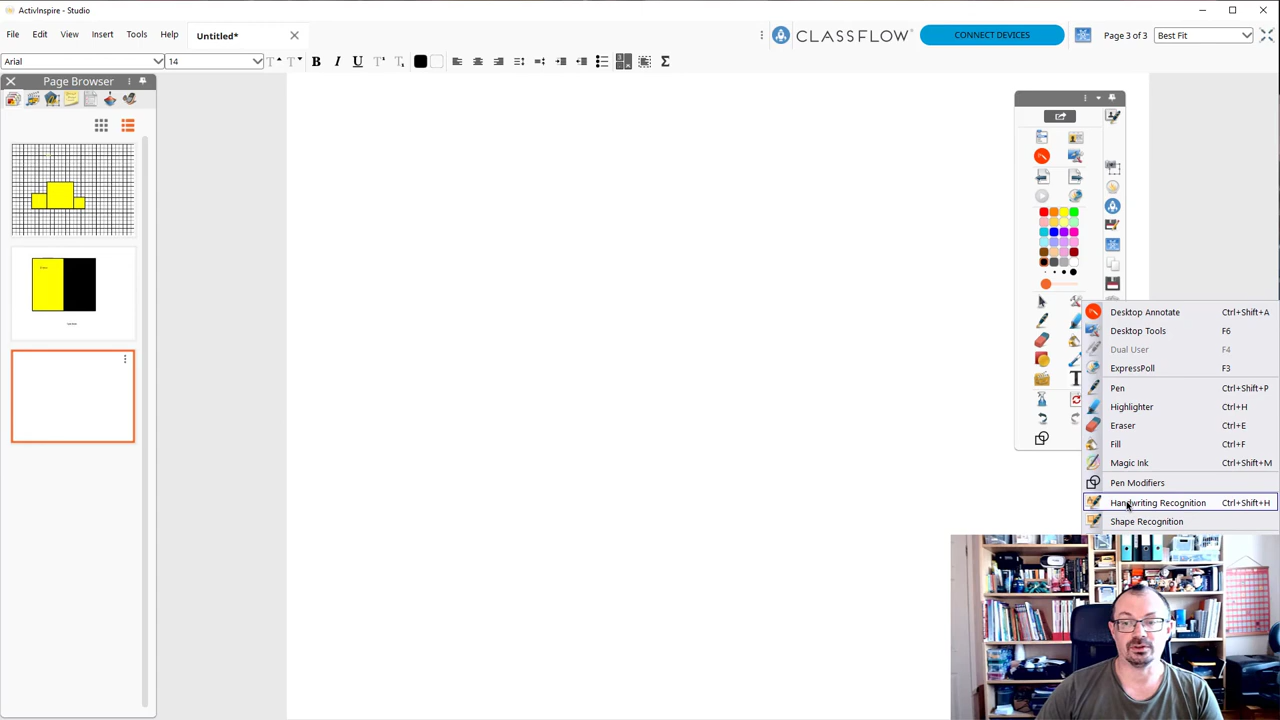 ActivInspire - Studio
File Edit View Insert Tools Help Untitled*
CLASSFLOW CONNECT DEVICES Page 3 of 3 Best Fit
Arial 14 B I U
Page Browser
Desktop Annotate Ctrl+Shift+A
Desktop Tools F6
Dual User F4
ExpressPoll F3
Pen Ctrl+Shift+P
Highlighter Ctrl+H
Eraser Ctrl+E
Fill Ctrl+F
Magic Ink Ctrl+Shift+M
Pen Modifiers
Handwriting Recognition Ctrl+Shift+H
Shape Recognition